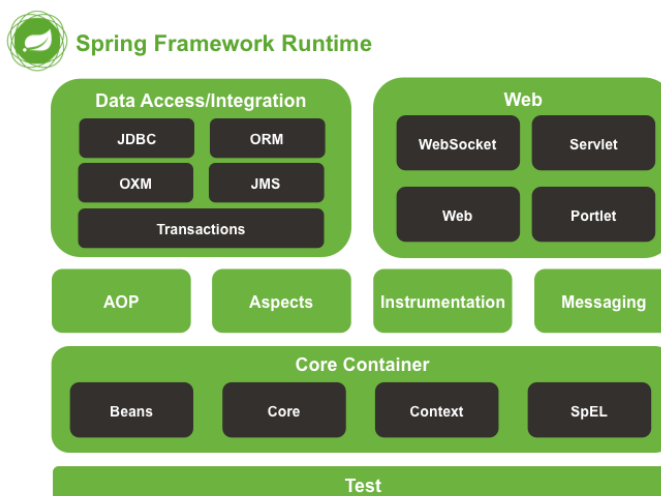 Spring Framework Runtime
Data Access/Integration
JDBC
ORM
OXM
JMS
Transactions
Web
WebSocket
Servlet
Web
Portlet
AOP
Aspects
Instrumentation
Messaging
Core Container
Beans
Core
Context
SpEL
Test